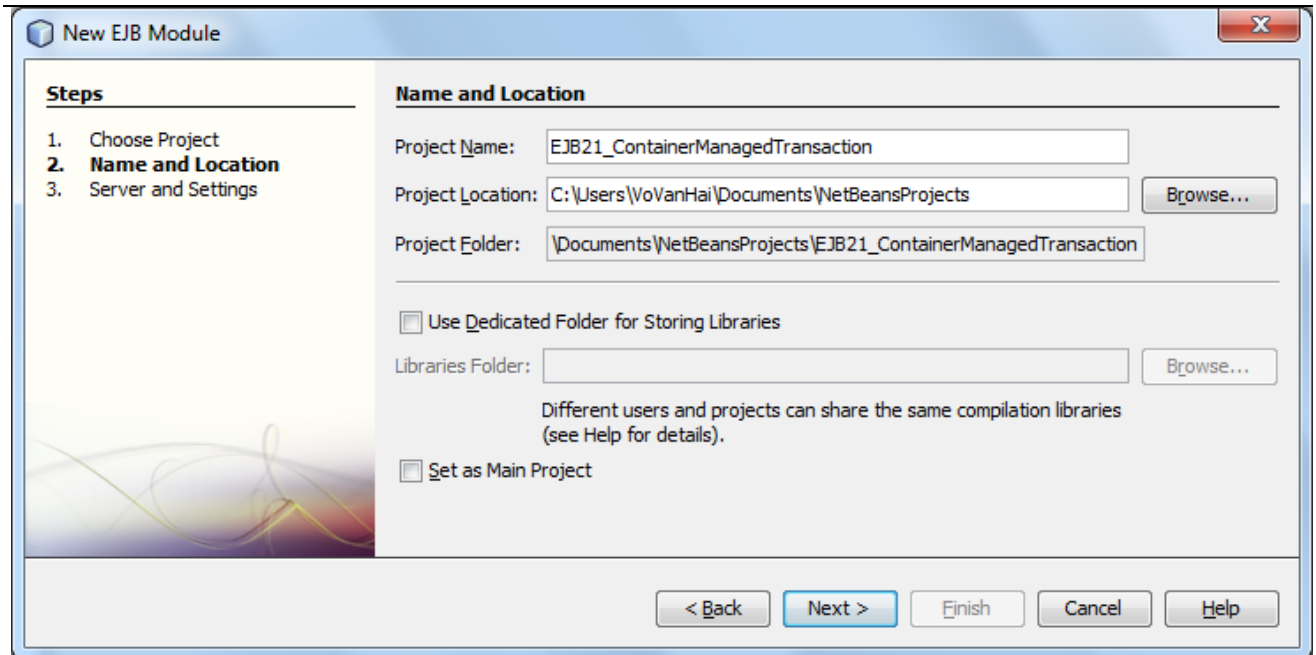 New EJB Module
Steps
1. Choose Project
2. Name and Location
3. Server and Settings
Name and Location
Project Name: EJB21_ContainerManagedTransaction
Project Location: C:\Users\VoVanHai\Documents\NetBeansProjects Browse...
Project Folder: \Documents\NetBeansProjects\EJB21_ContainerManagedTransaction
Use Dedicated Folder for Storing Libraries
Libraries Folder: Browse...
Different users and projects can share the same compilation libraries
(see Help for details).
Set as Main Project
< Back Next > Finish Cancel Help